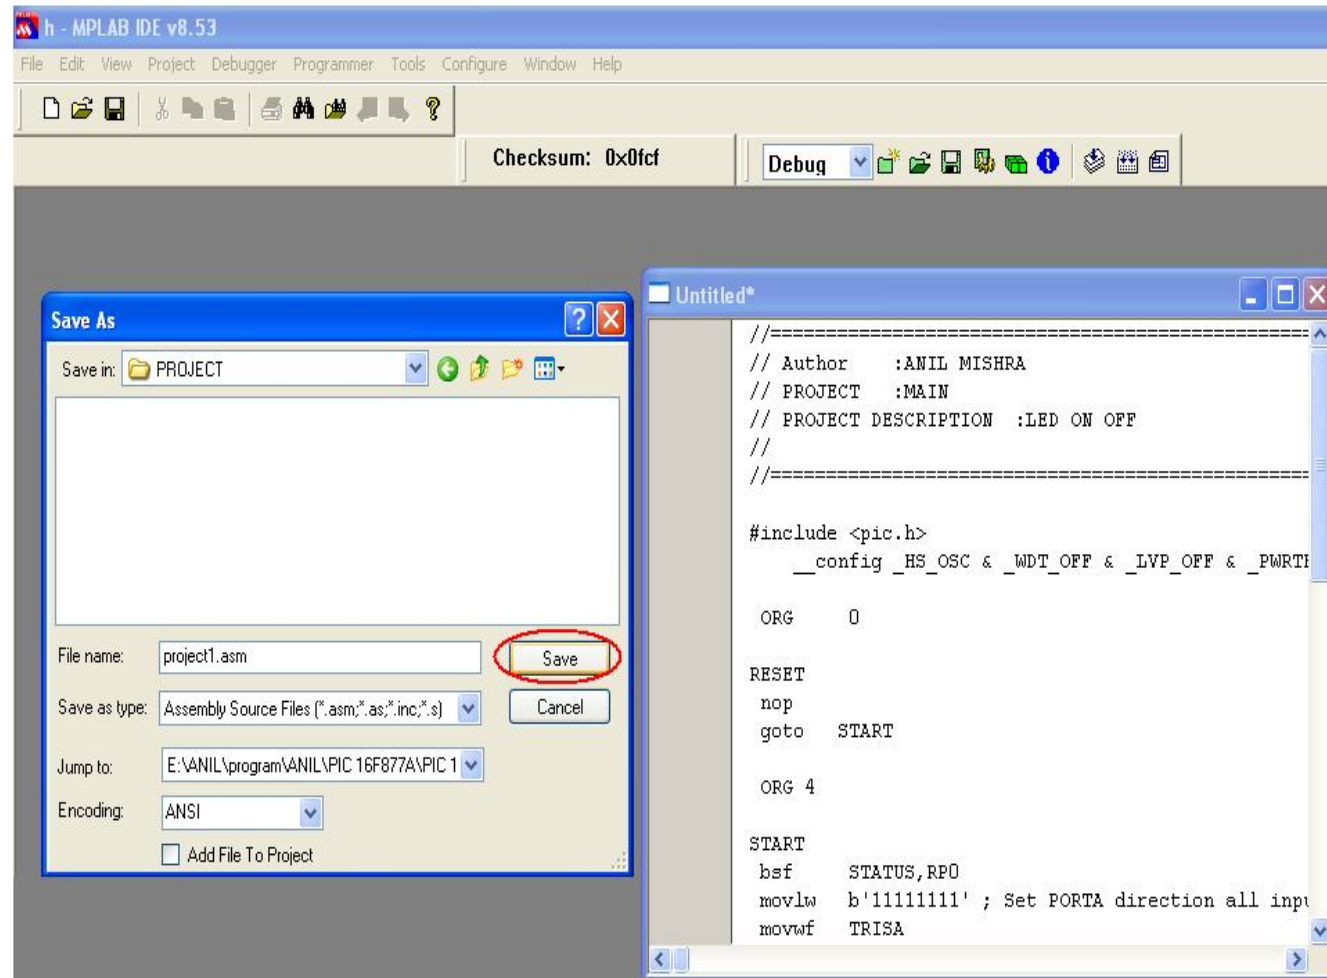 h - MPLAB IDE v8.53
File Edit View Project Debugger Programmer Tools Configure Window Help
Checksum: 0x0fcf
Debug
Save As
Save in: PROJECT
File name: project1.asm
Save
Save as type: Assembly Source Files (*.asm;*.as;*.inc;*.s)
Cancel
Jump to: E:\ANIL\program\ANIL\PIC 16F877A\PIC 1
Encoding: ANSI
Add File To Project
Untitled*
//=================================================
// Author :ANIL MISHRA
// PROJECT :MAIN
// PROJECT DESCRIPTION :LED ON OFF
//
//=================================================
#include <pic.h>
__config _HS_OSC & _WDT_OFF & _LVP_OFF & _PWRTE
ORG 0
RESET
nop
goto START
ORG 4
START
bsf STATUS,RP0
movlw b'11111111' ; Set PORTA direction all inpu
movwf TRISA